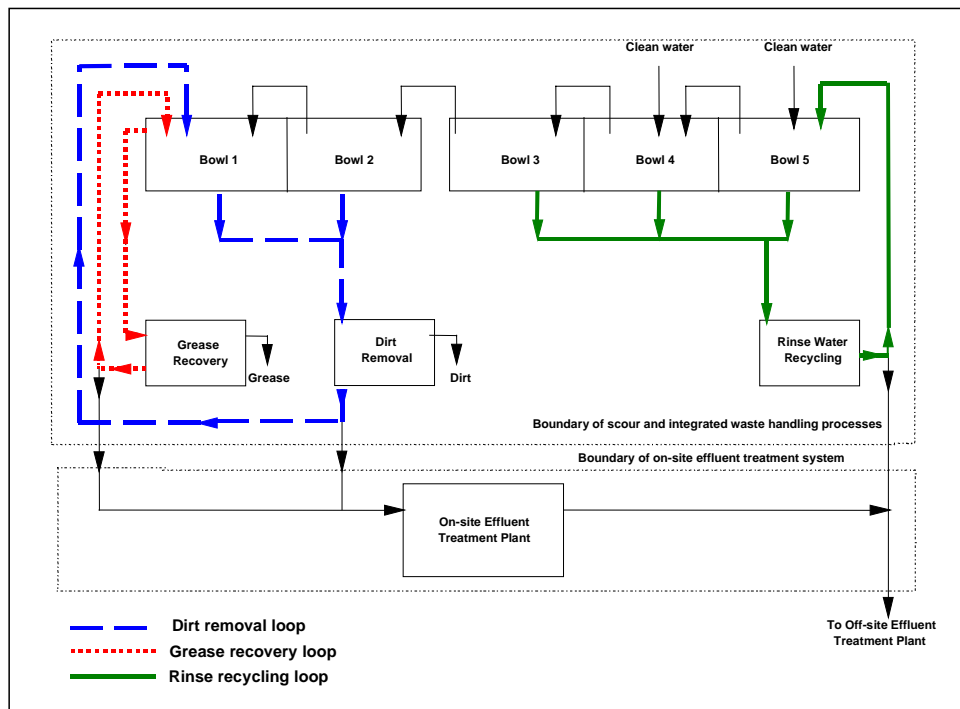 Clean water
Clean water
Bowl 1
Bowl 2
Bowl 3
Bowl 4
Bowl 5
Grease
Recovery
Grease
Dirt
Removal
Dirt
Rinse Water
Recycling
Boundary of scour and integrated waste handling processes
Boundary of on-site effluent treatment system
On-site Effluent
Treatment Plant
To Off-site Effluent
Treatment Plant
Dirt removal loop
Grease recovery loop
Rinse recycling loop